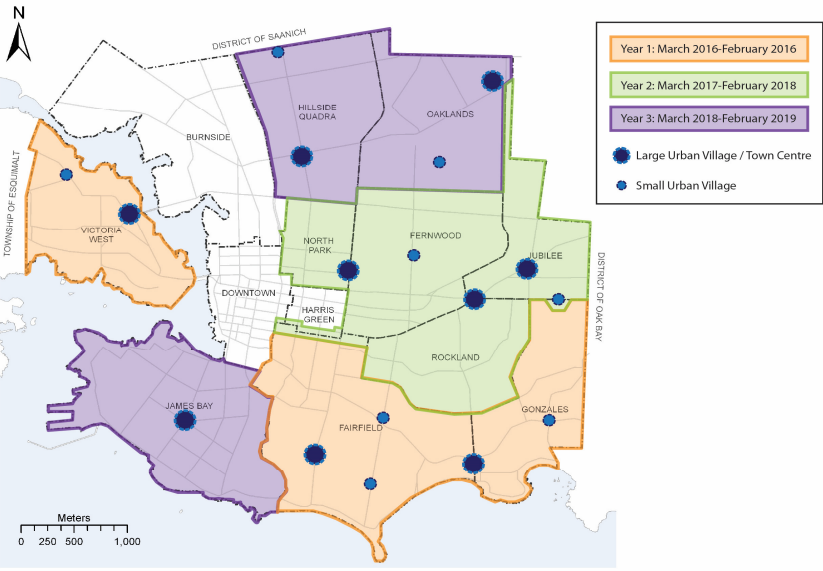 N
DISTRICT OF SAANICH
Year 1: March 2016-February 2016
Year 2: March 2017-February 2018
Year 3: March 2018-February 2019
Large Urban Village / Town Centre
Small Urban Village
HILLSIDE
QUADRA
OAKLANDS
BURNSIDE
TOWNSHIP OF ESQUIMALT
VICTORIA
WEST
NORTH
PARK
FERNWOOD
JUBILEE
DISTRICT OF OAK BAY
DOWNTOWN
HARRIS
GREEN
ROCKLAND
JAMES BAY
FAIRFIELD
GONZALES
Meters
0 250 500 1,000